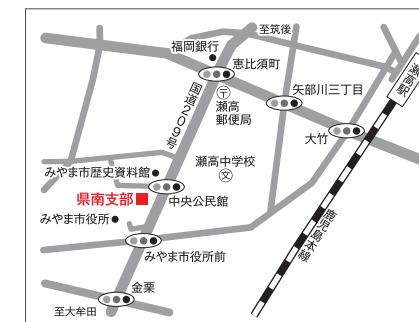 至筑後
福岡銀行
恵比須町
瀬高駅
国道209号
〒
瀬高
郵便局
矢部川三丁目
大竹
瀬高中学校
文
みやま市歴史資料館
県南支部
中央公民館
みやま市役所
鹿児島本線
みやま市役所前
金栗
至大牟田